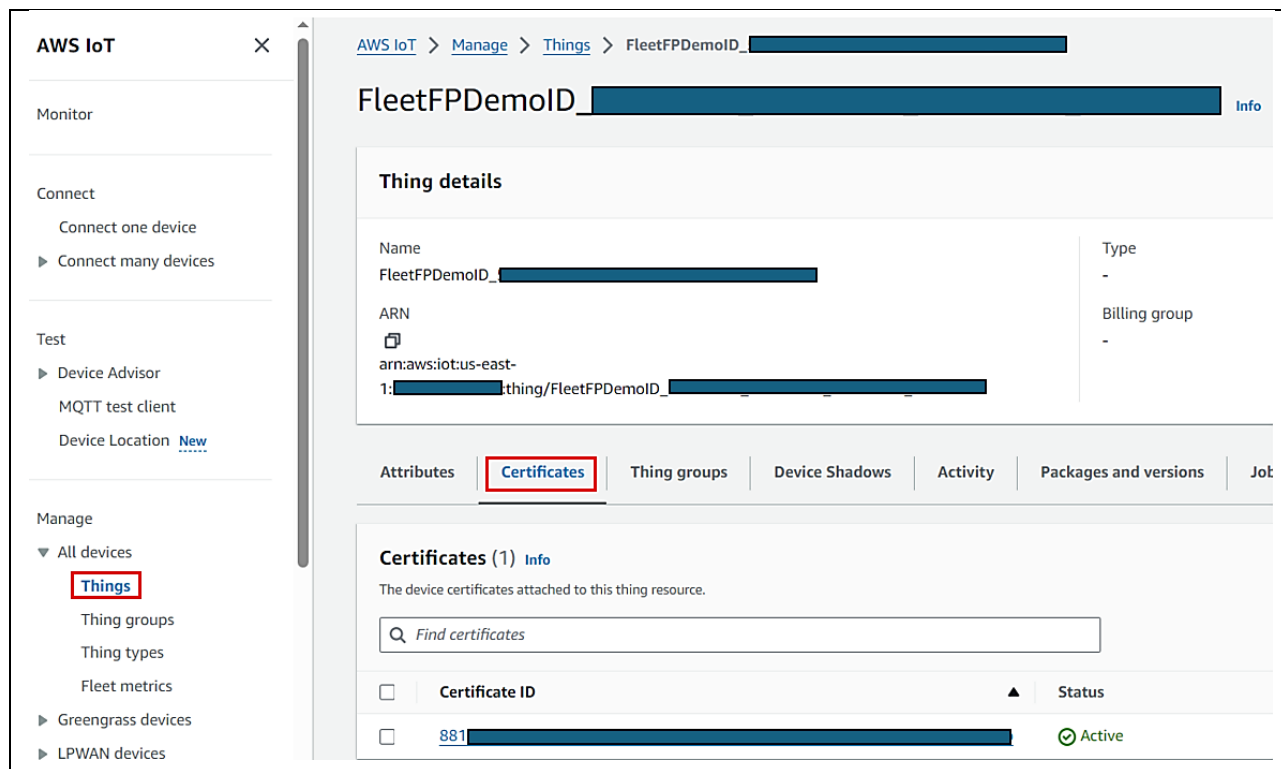 AWS IoT
Monitor
Connect
Connect one device
Connect many devices
Test
Device Advisor
MQTT test client
Device Location New
Manage
All devices
Things
Thing groups
Thing types
Fleet metrics
Greengrass devices
LPWAN devices
AWS IoT > Manage > Things > FleetFPDemoID_
FleetFPDemoID_ Info
Thing details
Name
FleetFPDemoID_
ARN
arn:aws:iot:us-east-
1: :thing/FleetFPDemoID_
Type
-
Billing group
-
Attributes Certificates Thing groups Device Shadows Activity Packages and versions Job
Certificates (1) Info
The device certificates attached to this thing resource.
Find certificates
Certificate ID Status
881 Active